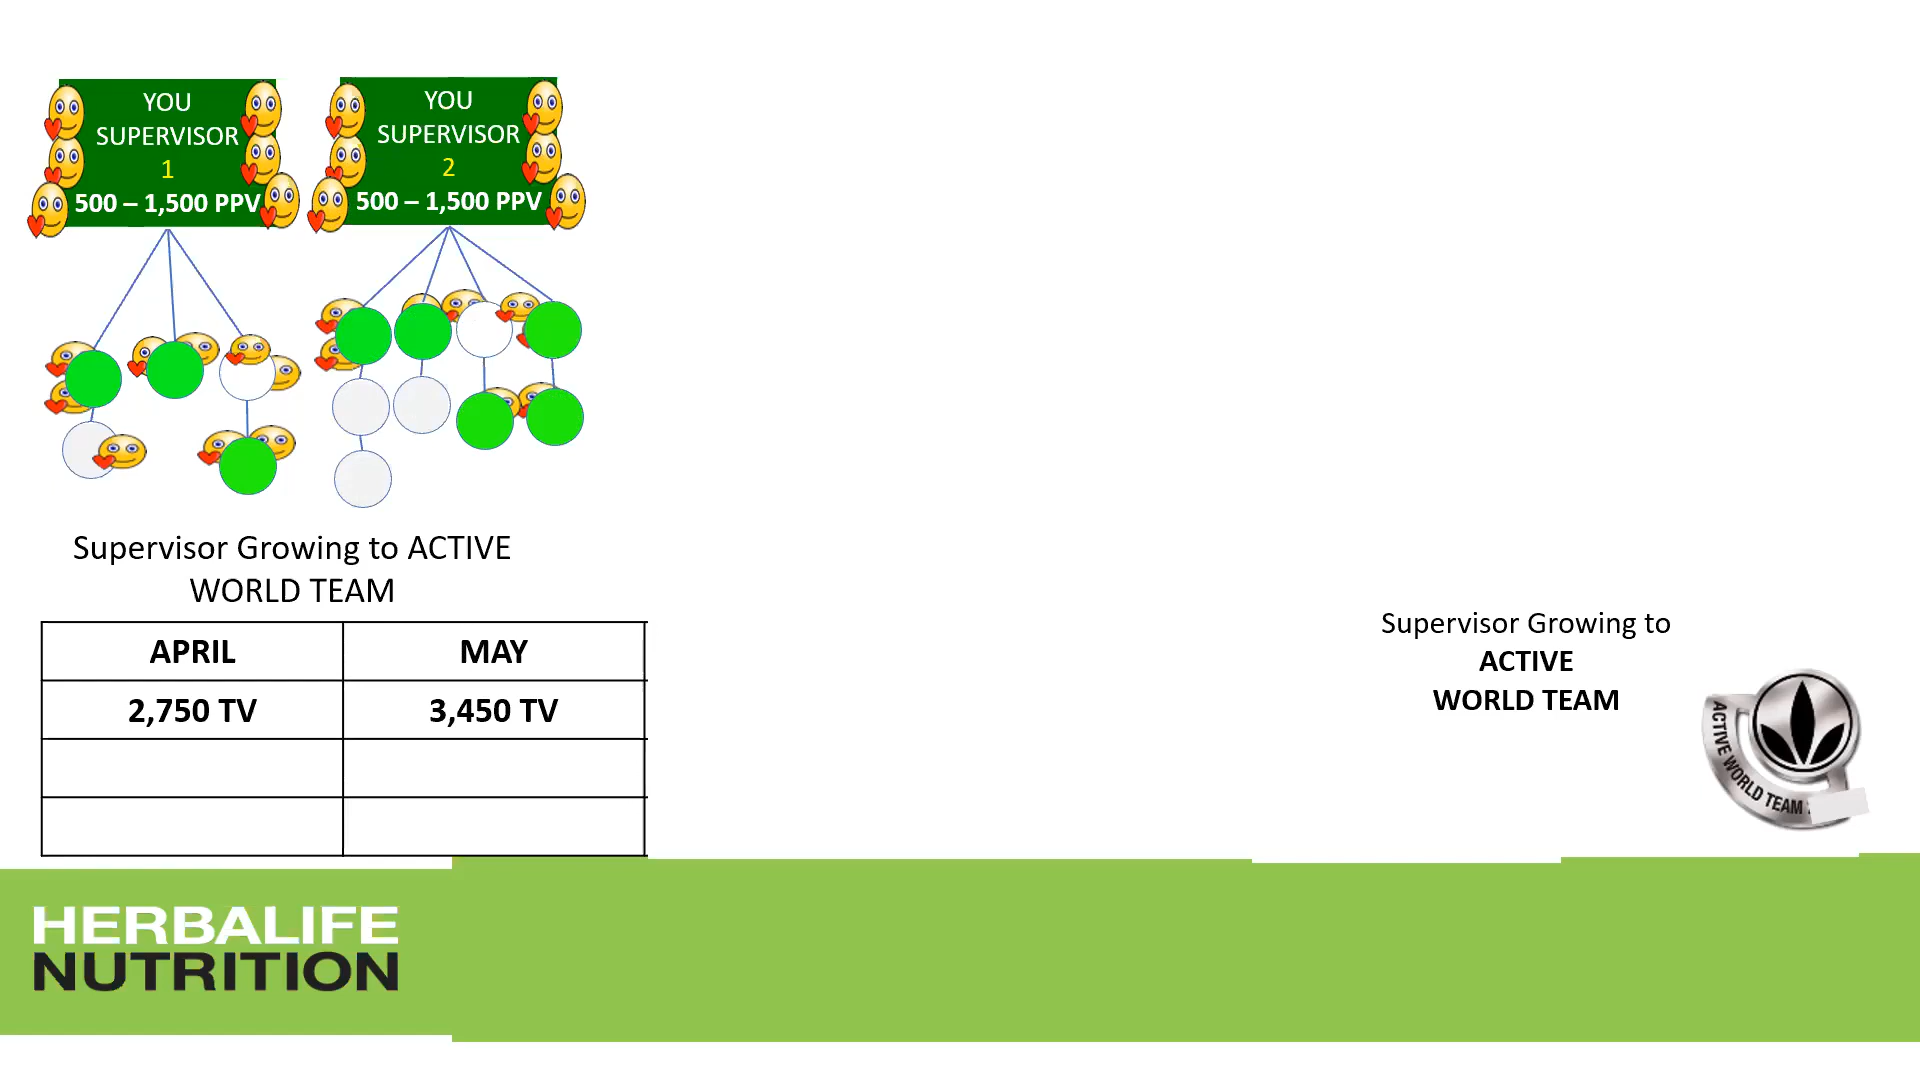 YOU
SUPERVISOR
1
500 – 1,500 PPV
YOU
SUPERVISOR
2
500 – 1,500 PPV
Supervisor Growing to ACTIVE
WORLD TEAM
APRIL MAY
2,750 TV 3,450 TV
Supervisor Growing to
ACTIVE
WORLD TEAM
ACTIVE WORLD TEAM
HERBALIFE
NUTRITION